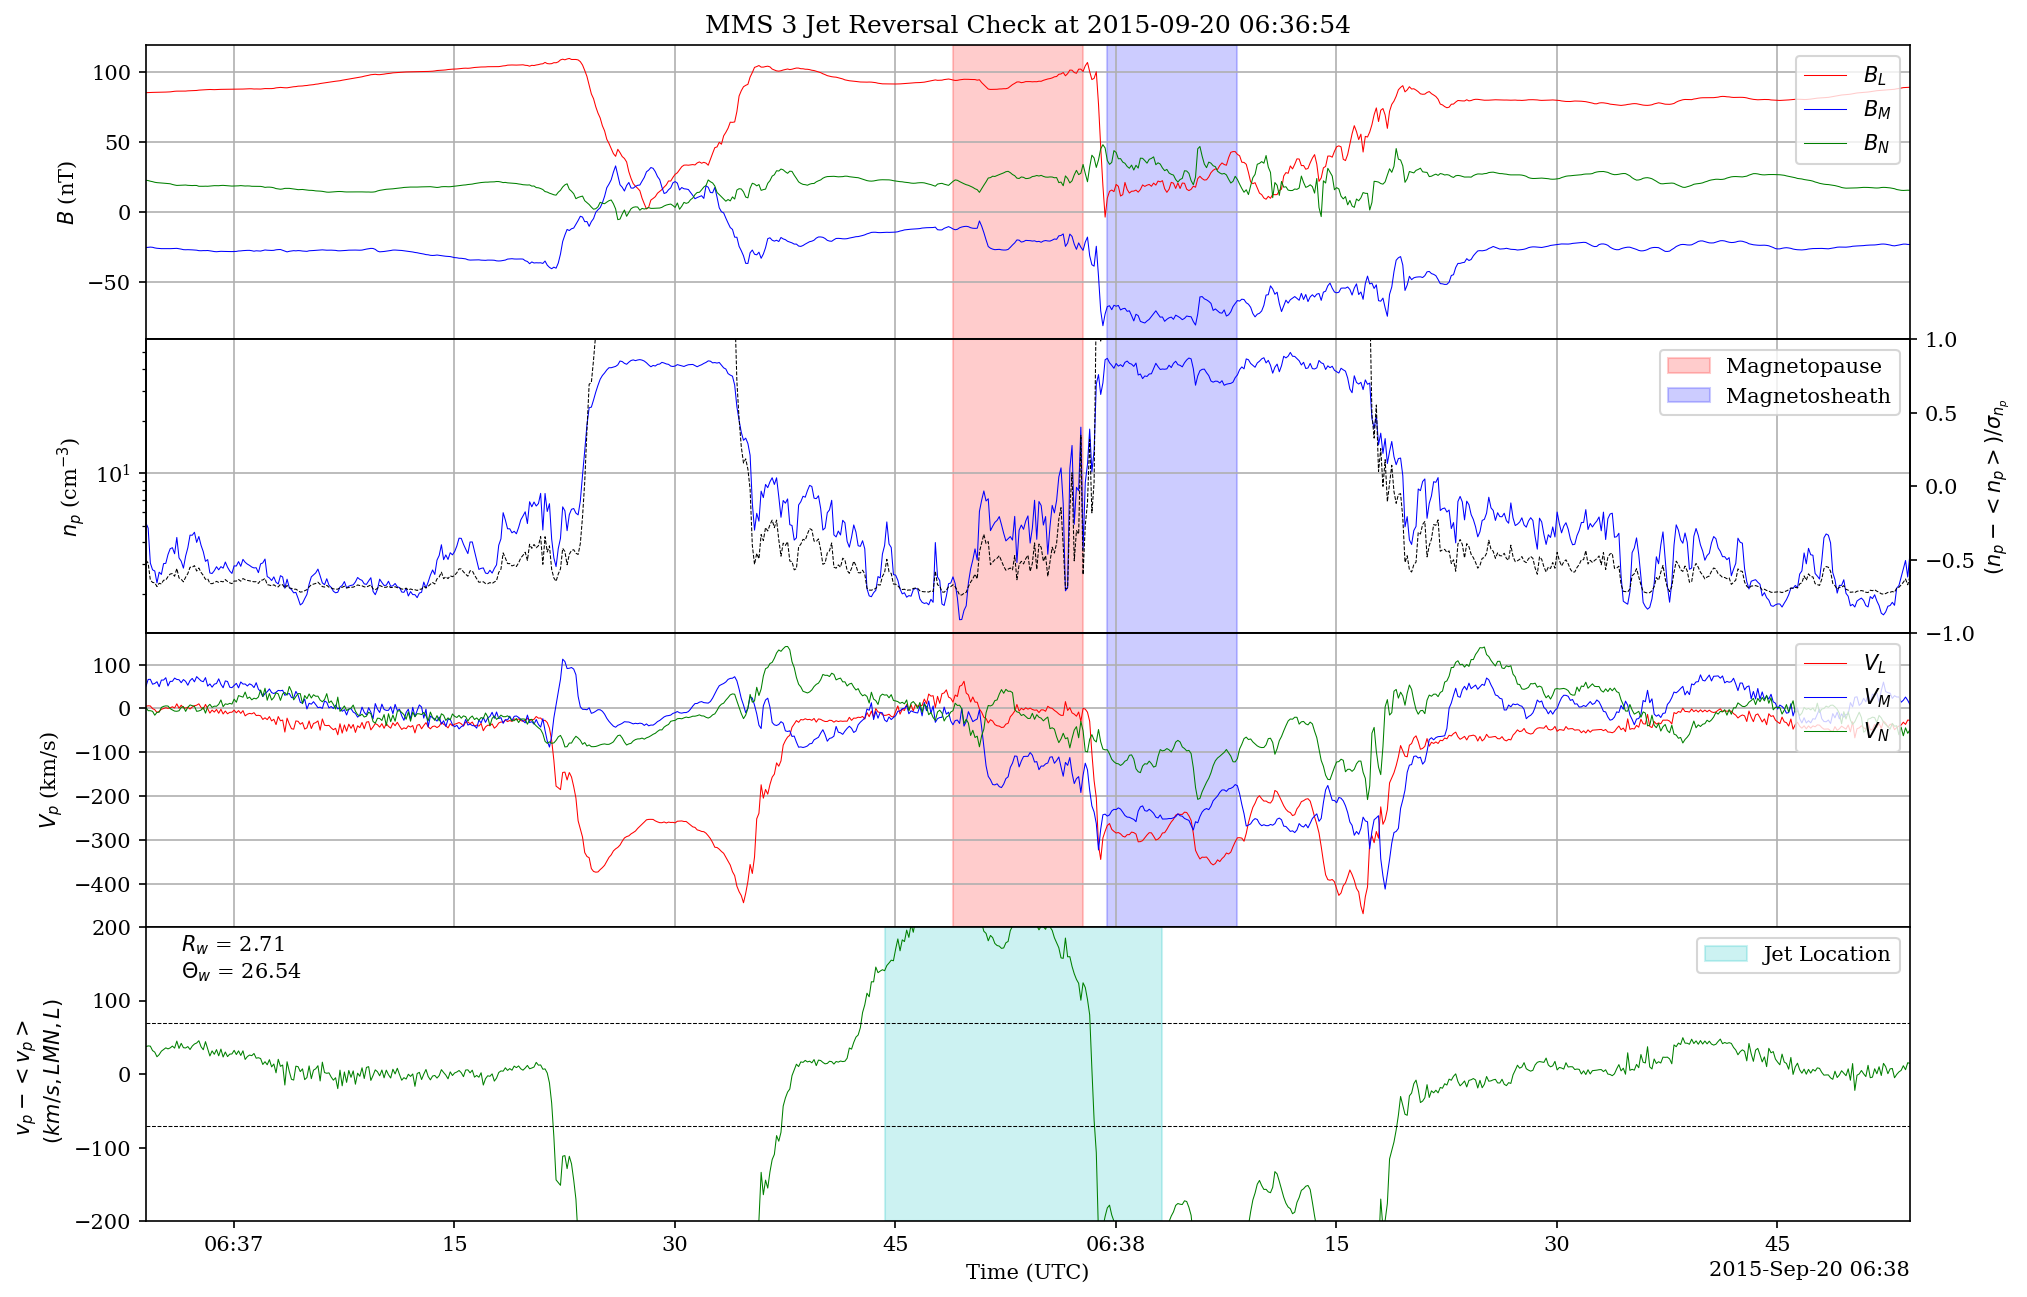 MMS 3 Jet Reversal Check at 2015-09-20 06:36:54
100
50
0
−50
B (nT)
B_L
B_M
B_N
10^1
n_p (cm^−3)
1.0
0.5
0.0
−0.5
−1.0
(n_p − < n_p >)/σ_{n_p}
Magnetopause
Magnetosheath
100
0
−100
−200
−300
−400
V_p (km/s)
V_L
V_M
V_N
200
100
0
−100
−200
v_p − < v_p >
(km/s, LMN, L)
R_w = 2.71
Θ_w = 26.54
Jet Location
06:37
15
30
45
06:38
15
30
45
Time (UTC)
2015-Sep-20 06:38